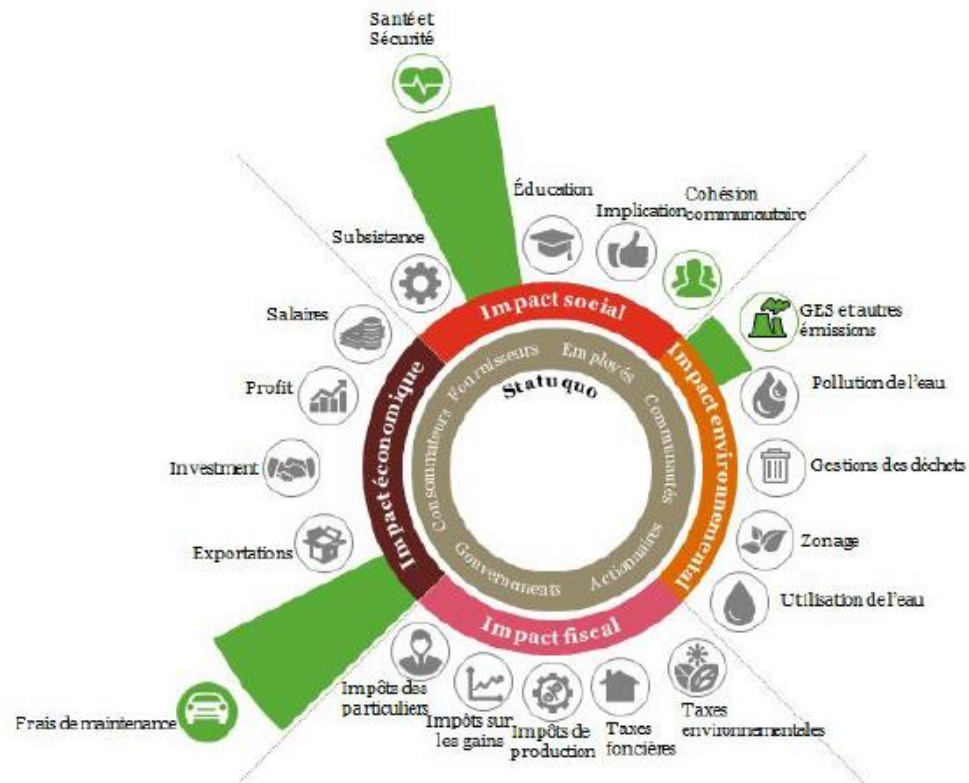 Santé et
Sécurité
Éducation
Implication
Cohésion
communautaire
Subsistance
Salaires
Profit
Investment
Exportations
Frais de maintenance
GES et autres
émissions
Pollution de l'eau
Gestions des déchets
Zonage
Utilisation de l'eau
Taxes
environnementales
Taxes
foncières
Impôts de
production
Impôts sur
les gains
Impôts des
particuliers
Impact social
Impact environnemental
Impact fiscal
Impact économique
Fournisseurs
Employés
Communautés
Actionnaires
Gouvernments
Consommateurs
Statu quo